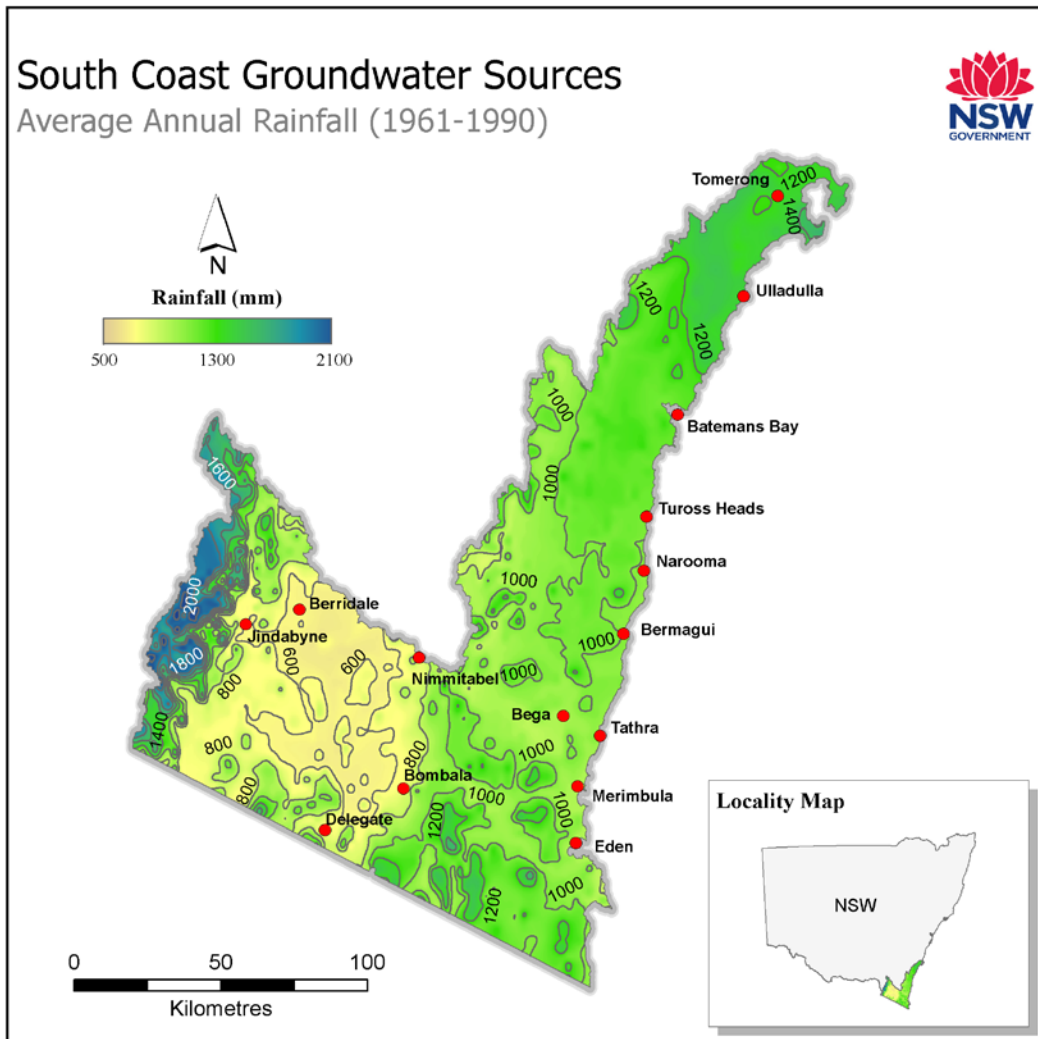 South Coast Groundwater Sources
Average Annual Rainfall (1961-1990)
NSW
GOVERNMENT
N
Rainfall (mm)
500 1300 2100
Tomerong
1200
1400
Ulladulla
1200
1200
1000
Batemans Bay
1000
1600
Tuross Heads
Narooma
1000
2000
Berridale
Jindabyne
Bermagui
1000
600
600
1800
Nimmitabel
1000
800
Bega
Tathra
1400
800
800
1000
Bombala
Merimbula
800
1000
1000
Delegate
1200
Eden
1000
1200
0 50 100
Kilometres
Locality Map
NSW